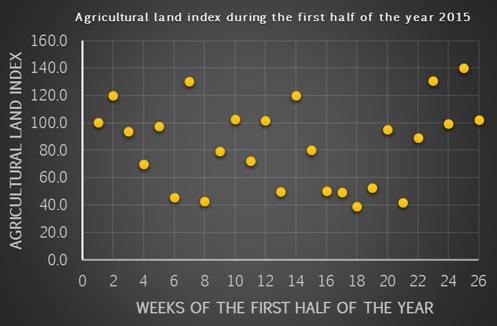 Agricultural land index during the first half of the year 2015
160.0
140.0
120.0
100.0
80.0
60.0
40.0
20.0
0.0
AGRICULTURAL LAND INDEX
0 2 4 6 8 10 12 14 16 18 20 22 24 26
WEEKS OF THE FIRST HALF OF THE YEAR